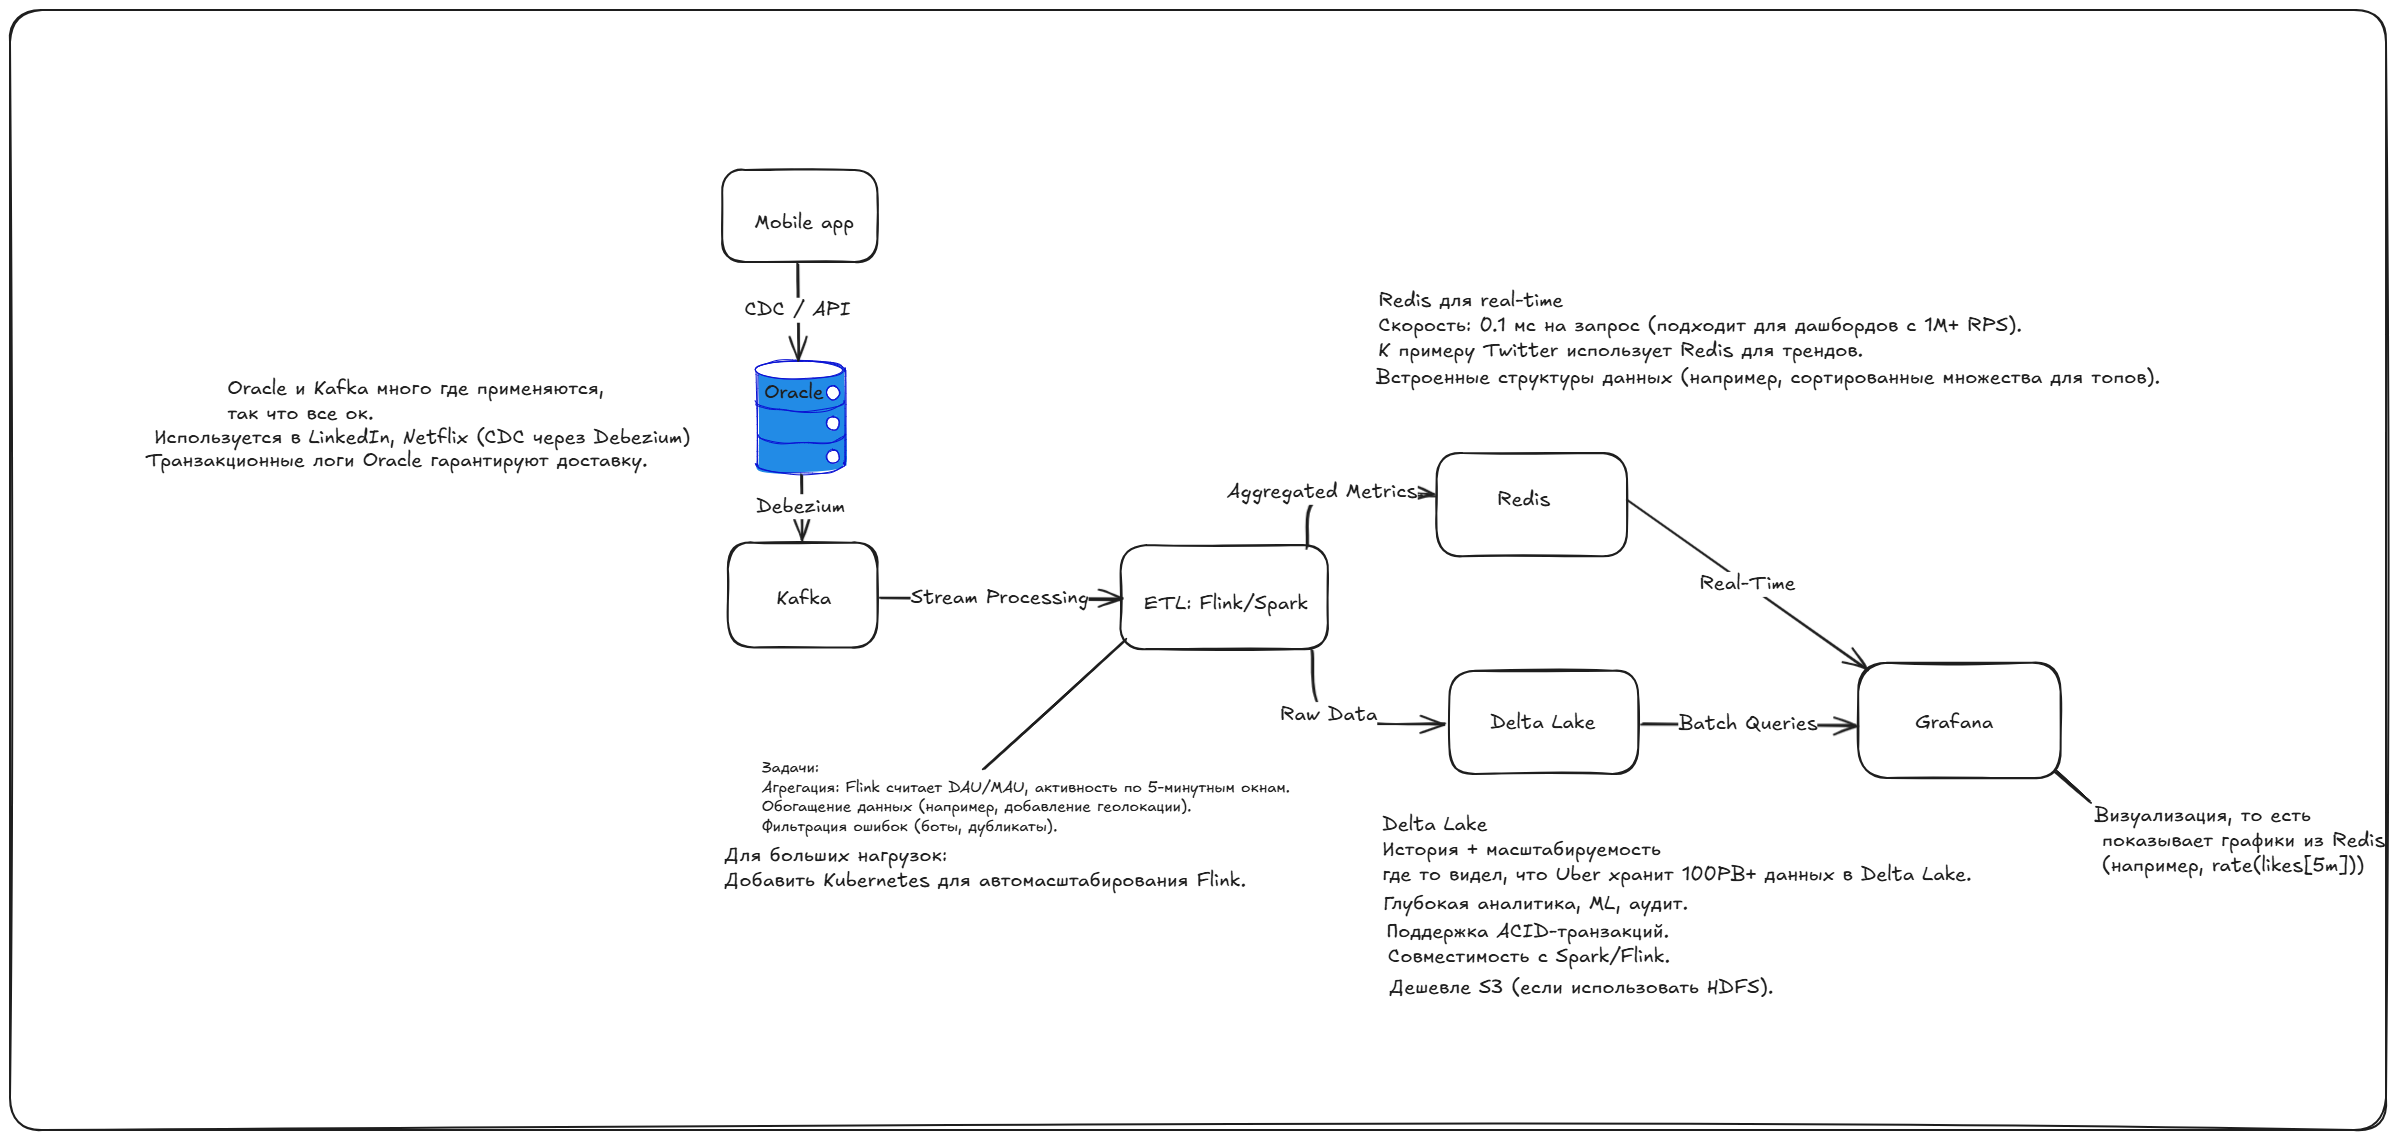 Mobile app
CDC / API
Oracle
Oracle и Kafka много где применяются,
так что все ок.
Используется в LinkedIn, Netflix (CDC через Debezium)
Транзакционные логи Oracle гарантируют доставку.
Debezium
Kafka
Stream Processing
ETL: Flink/Spark
Задачи:
Агрегация: Flink считает DAU/MAU, активность по 5-минутным окнам.
Обогащение данных (например, добавление геолокации).
Фильтрация ошибок (боты, дубликаты).
Для больших нагрузок:
Добавить Kubernetes для автомасштабирования Flink.
Redis для real-time
Скорость: 0.1 мс на запрос (подходит для дашбордов с 1M+ RPS).
К примеру Twitter использует Redis для трендов.
Встроенные структуры данных (например, сортированные множества для топов).
Aggregated Metrics
Redis
Real-Time
Raw Data
Delta Lake
Batch Queries
Grafana
Delta Lake
История + масштабируемость
где то видел, что Uber хранит 100PB+ данных в Delta Lake.
Глубокая аналитика, ML, аудит.
Поддержка ACID-транзакций.
Совместимость с Spark/Flink.
Дешевле S3 (если использовать HDFS).
Визуализация, то есть
показывает графики из Redis
(например, rate(likes[5m]))